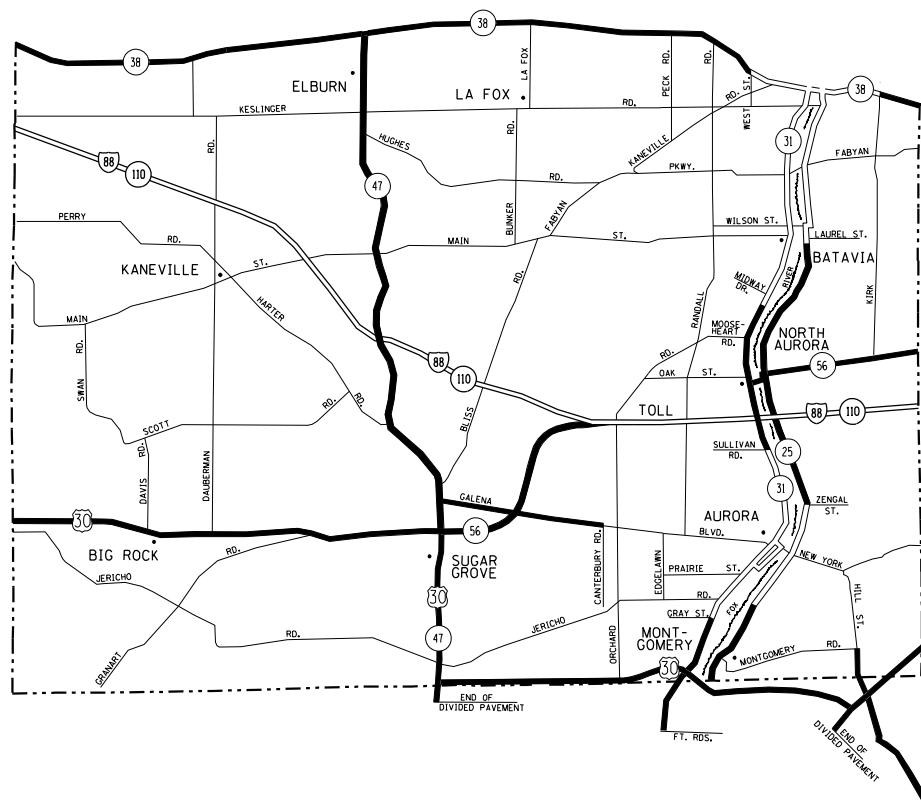 38
38
38
ELBURN
LA FOX
LA FOX
PECK RD.
RD.
WEST ST.
KESLINGER
RD.
RD.
RD.
RD.
31
88
110
HUGHES
RD.
47
KANEVILLE
PKWY.
FABYAN
BUNKER
FABYAN
PERRY
RD.
MAIN
ST.
WILSON ST.
LAUREL ST.
BATAVIA
KANEVILLE
ST.
RD.
MIDWAY
DR.
RIVER
KIRK
HARTER
MAIN
RANDALL
MOOSE-
HEART
RD.
NORTH
AURORA
SWAN
RD.
88
110
RD.
OAK
ST.
56
TOLL
88
110
RD.
RD.
SCOTT
BLISS
RD.
SULLIVAN
RD.
25
DAVIS
DAUBERMAN
31
GALENA
ZENGAL
ST.
30
56
AURORA
BLVD.
BIG ROCK
RD.
SUGAR
GROVE
CANTERBURY RD.
EDGELAWN
PRAIRIE
ST.
NEW YORK
JERICHO
30
RD.
HILL
ST.
GRAY ST.
FOX
RD.
47
JERICHO
ORCHARD
MONT-
GOMERY
GRANART
30
MONTGOMERY
RD.
END OF
DIVIDED PAVEMENT
FT. RDS.
END OF
DIVIDED PAVEMENT